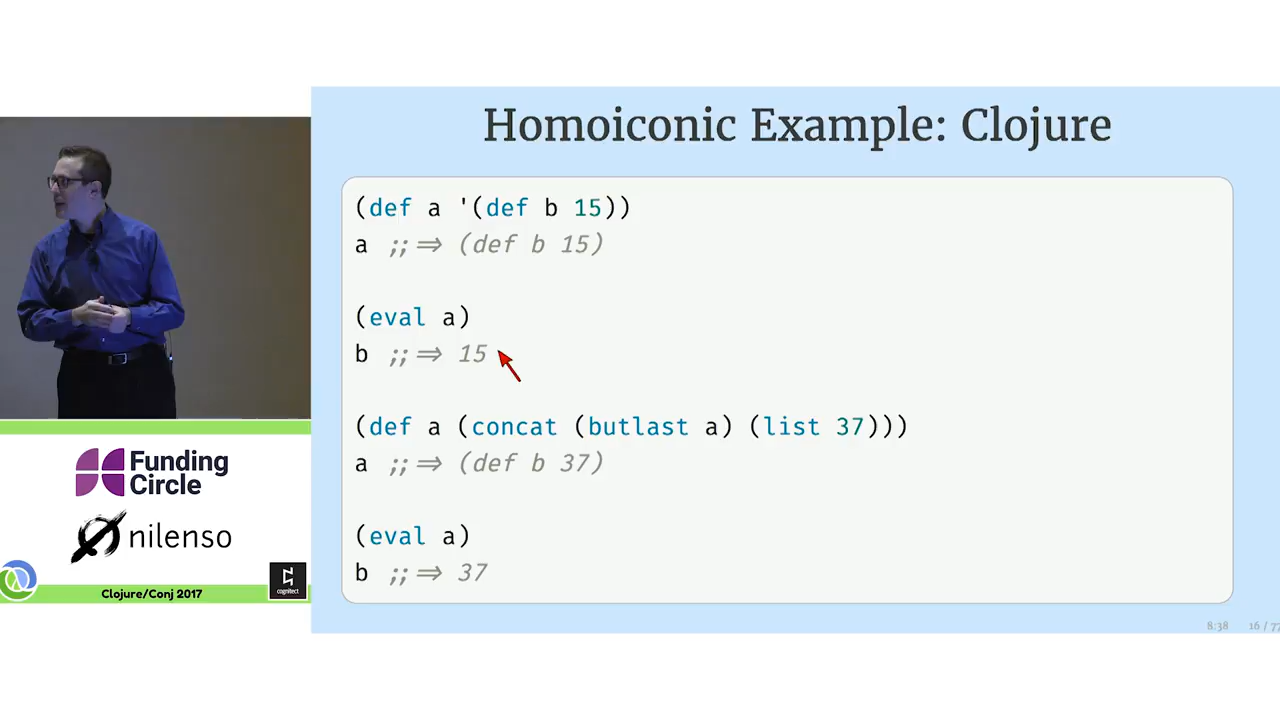 Homoiconic Example: Clojure
(def a '(def b 15))
a ;;=> (def b 15)
(eval a)
b ;;=> 15
(def a (concat (butlast a) (list 37)))
a ;;=> (def b 37)
(eval a)
b ;;=> 37
8:38 16 / 77
Funding
Circle
nilenso
cognitect
Clojure/Conj 2017